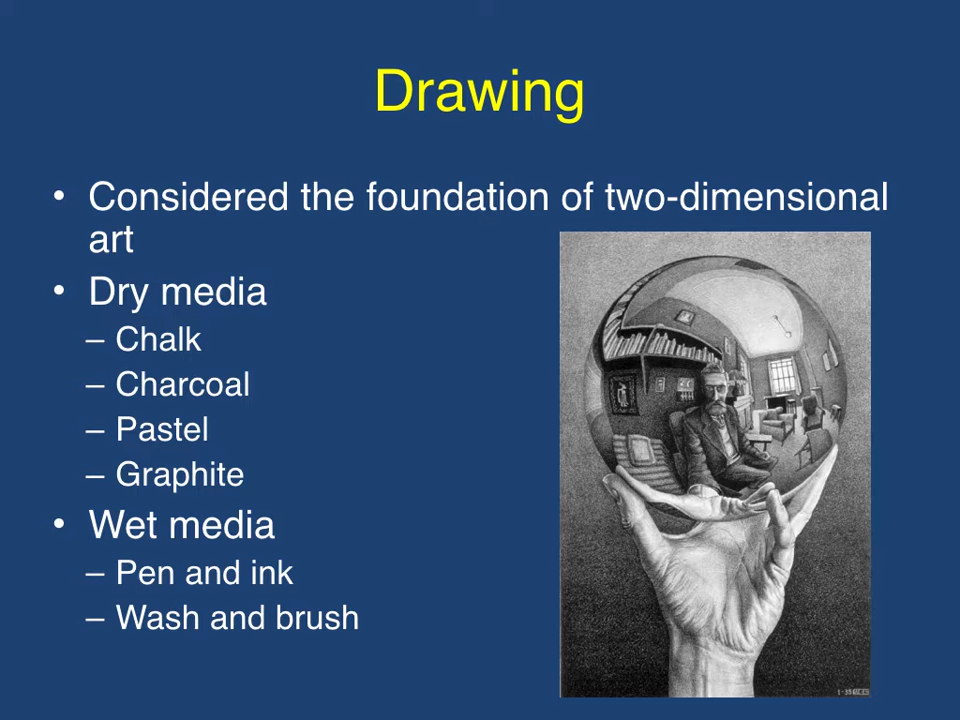 Drawing
• Considered the foundation of two-dimensional
art
• Dry media
– Chalk
– Charcoal
– Pastel
– Graphite
• Wet media
– Pen and ink
– Wash and brush